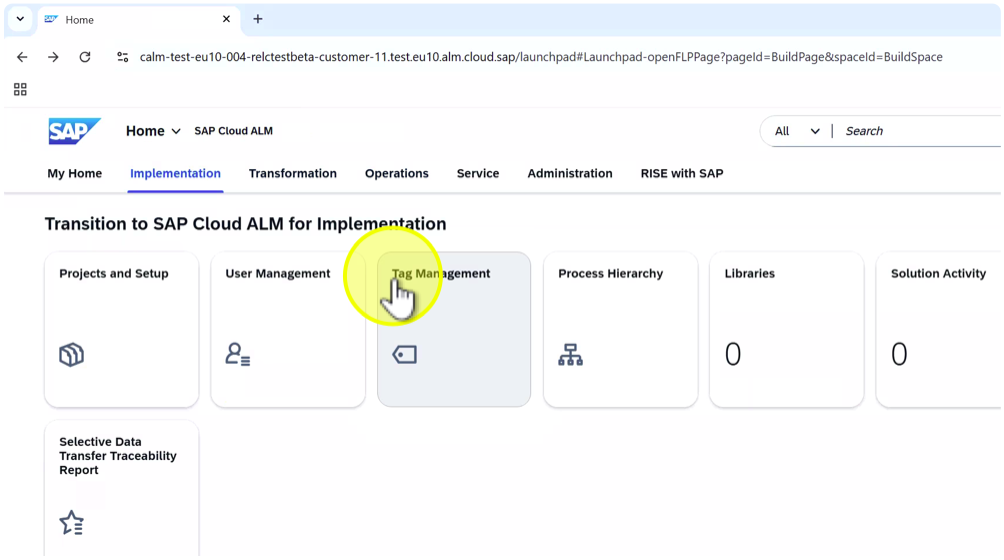 Home
calm-test-eu10-004-relctestbeta-customer-11.test.eu10.alm.cloud.sap/launchpad#Launchpad-openFLPPage?pageId=BuildPage&spaceId=BuildSpace
SAP Home SAP Cloud ALM All Search
My Home Implementation Transformation Operations Service Administration RISE with SAP
Transition to SAP Cloud ALM for Implementation
Projects and Setup User Management Tag Management Process Hierarchy Libraries Solution Activity
0 0
Selective Data
Transfer Traceability
Report